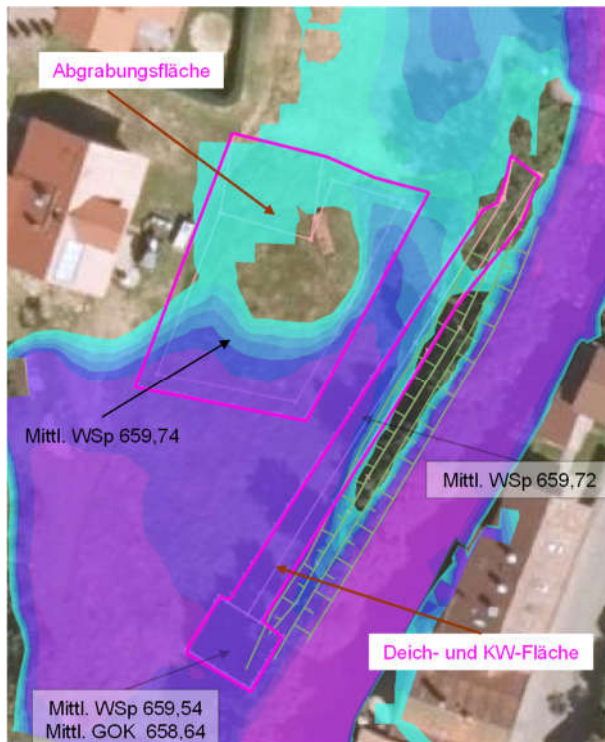 Abgrabungsfläche
Mittl. WSp 659,74
Mittl. WSp 659,72
Deich- und KW-Fläche
Mittl. WSp 659,54
Mittl. GOK 658,64